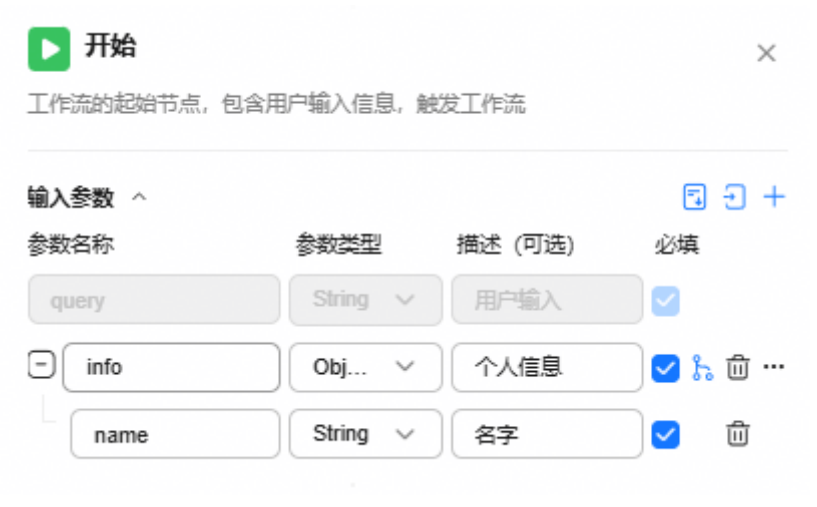 开始
工作流的起始节点，包含用户输入信息，触发工作流
输入参数
参数名称 参数类型 描述（可选） 必填
query String 用户输入
info Obj... 个人信息
name String 名字